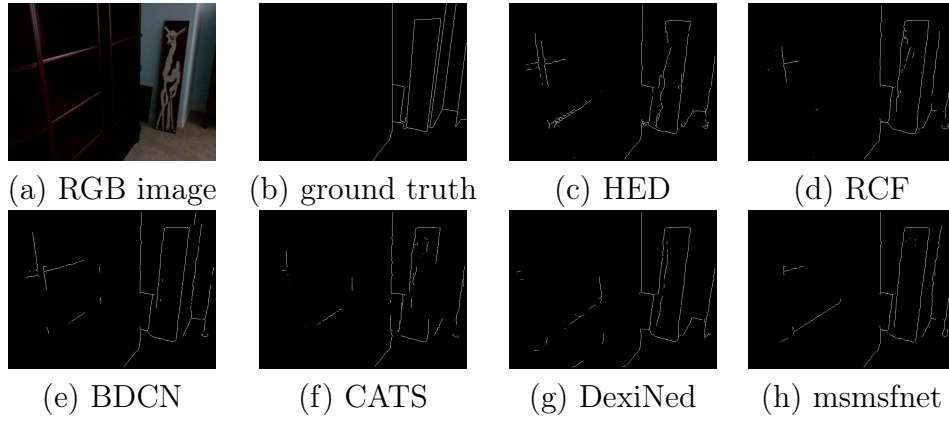 (a) RGB image
(b) ground truth
(c) HED
(d) RCF
(e) BDCN
(f) CATS
(g) DexiNed
(h) msmsfnet